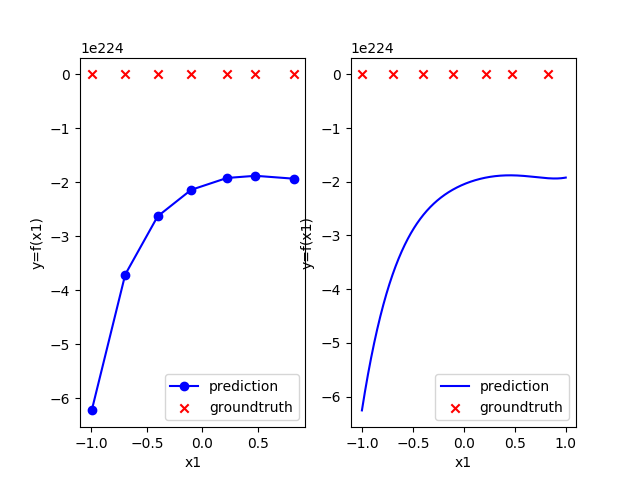 1e224
0
−1
−2
−3
−4
−5
−6
−1.0 −0.5 0.0 0.5
x1
y=f(x1)
prediction
groundtruth
1e224
0
−1
−2
−3
−4
−5
−6
−1.0 −0.5 0.0 0.5 1.0
x1
y=f(x1)
prediction
groundtruth